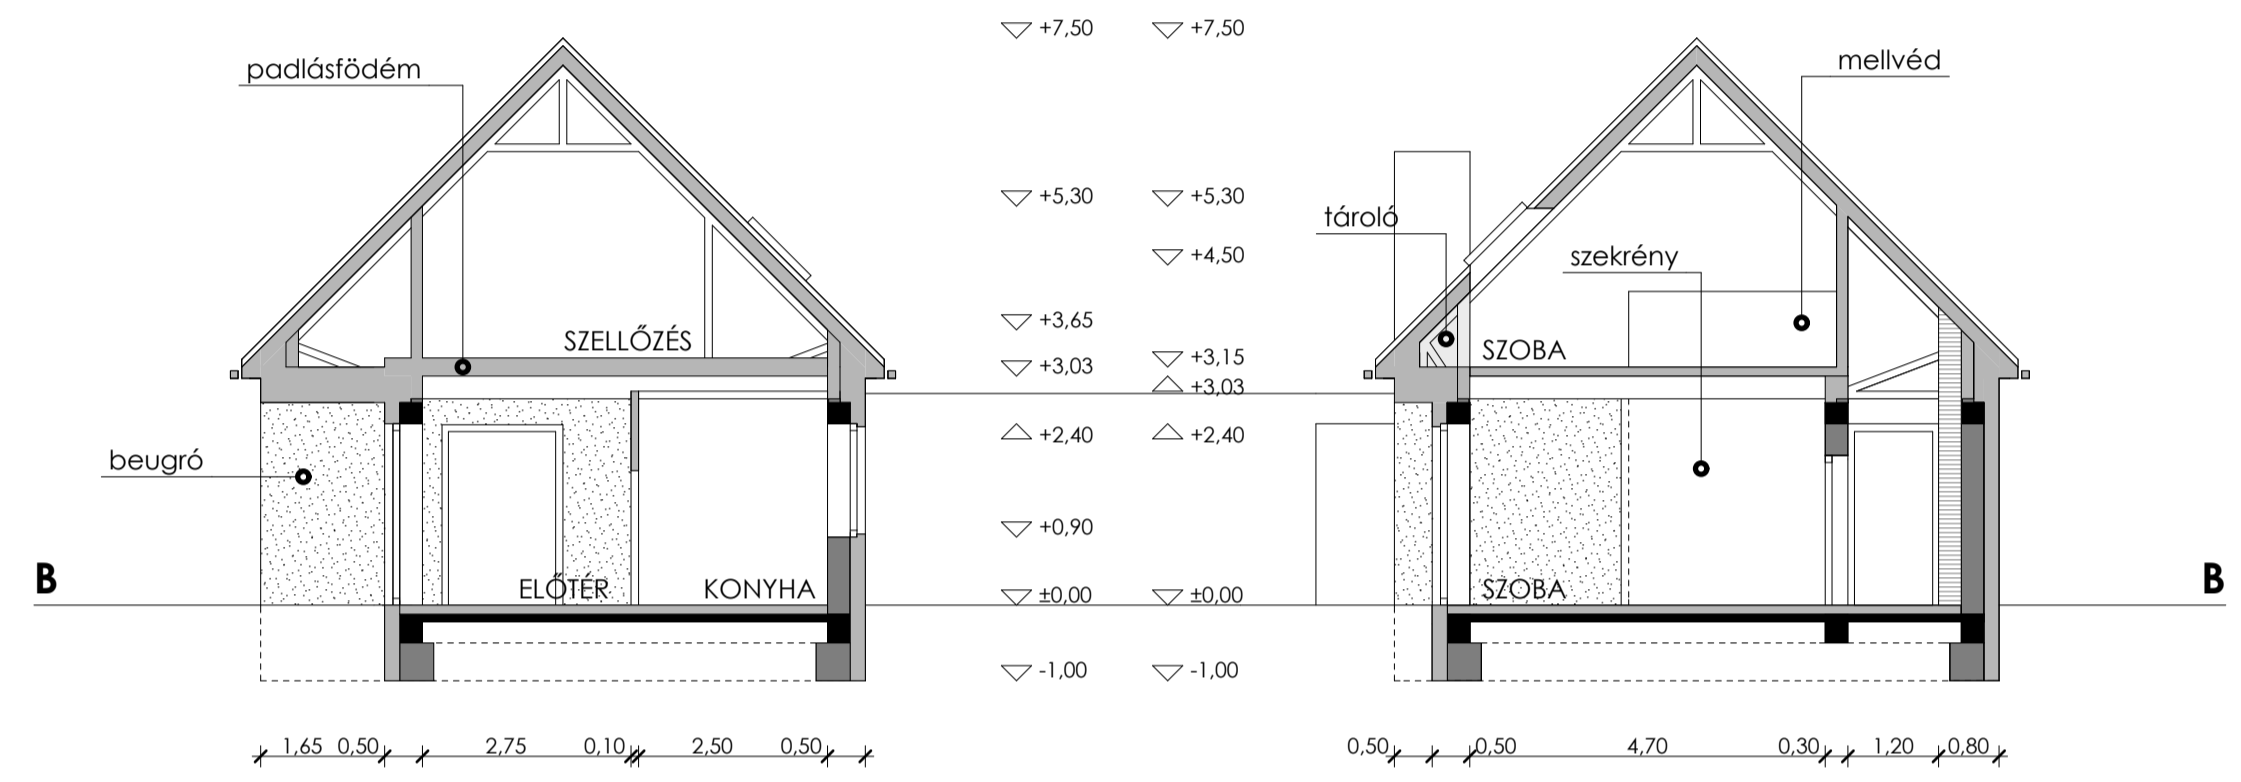 padlásfödém
SZELLŐZÉS
beugró
ELŐTÉR
KONYHA
B
1,65 0,50 2,75 0,10 2,50 0,50
+7,50
+5,30
+3,65
+3,03
+2,40
+0,90
±0,00
-1,00
+7,50
+5,30
+4,50
+3,15
+3,03
+2,40
±0,00
-1,00
mellvéd
tároló
szekrény
SZOBA
SZOBA
B
0,50 0,50 4,70 0,30 1,20 0,80